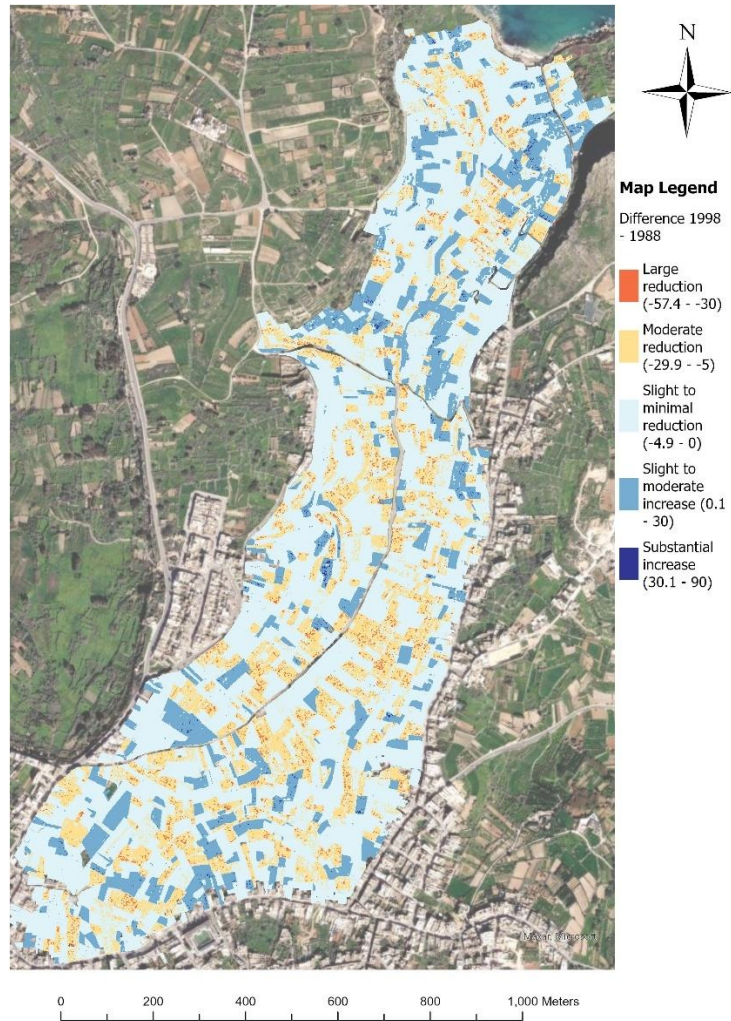 N
Map Legend
Difference 1998
- 1988
Large
reduction
(-57.4 - -30)
Moderate
reduction
(-29.9 - -5)
Slight to
minimal
reduction
(-4.9 - 0)
Slight to
moderate
increase (0.1
- 30)
Substantial
increase
(30.1 - 90)
Maxar, Microsoft
0 200 400 600 800 1,000 Meters